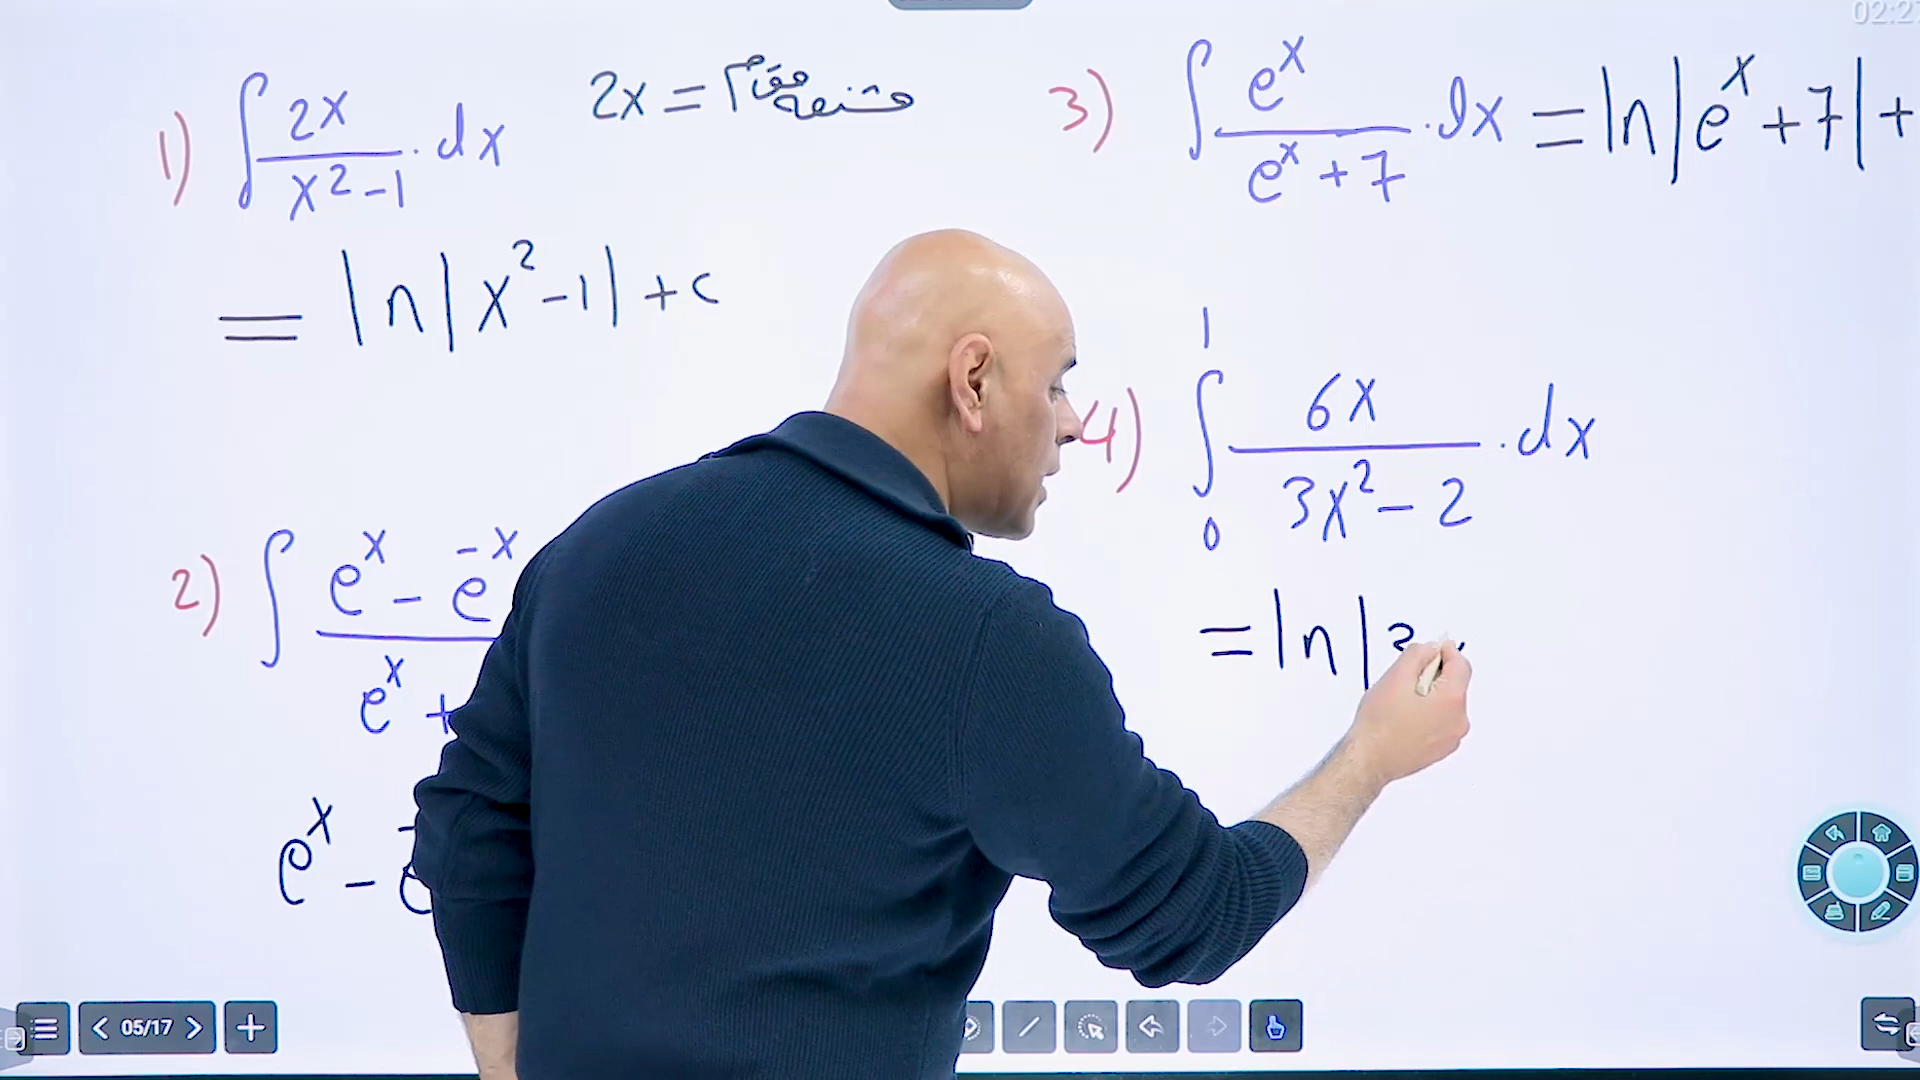 1) ∫ 2x / x² - 1 . dx
2x = مشتقة مقام
= ln|x² - 1| + c
2) ∫ eˣ - e⁻ˣ / eˣ +
eˣ -
3) ∫ eˣ / eˣ + 7 . dx = ln|eˣ + 7| +
4) ∫₀¹ 6x / 3x² - 2 . dx
= ln|3
05/17